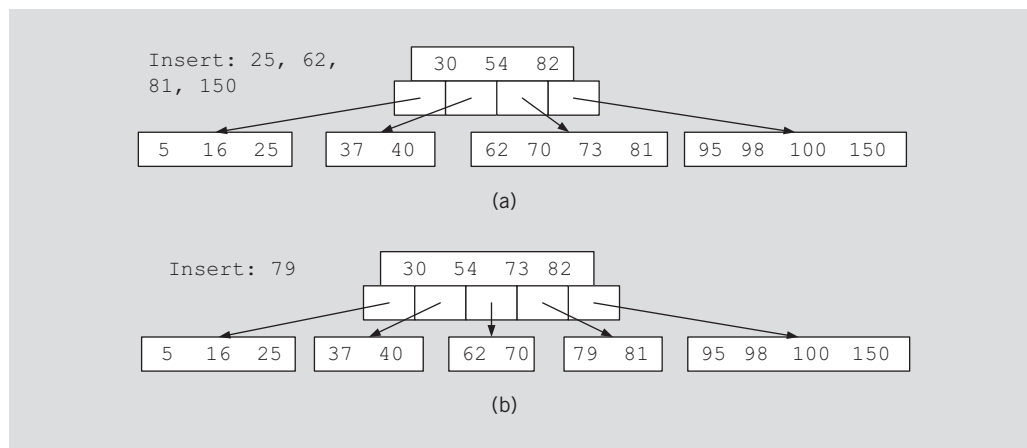 Insert: 25, 62,
81, 150
30 54 82
5 16 25 37 40 62 70 73 81 95 98 100 150
(a)
Insert: 79
30 54 73 82
5 16 25 37 40 62 70 79 81 95 98 100 150
(b)